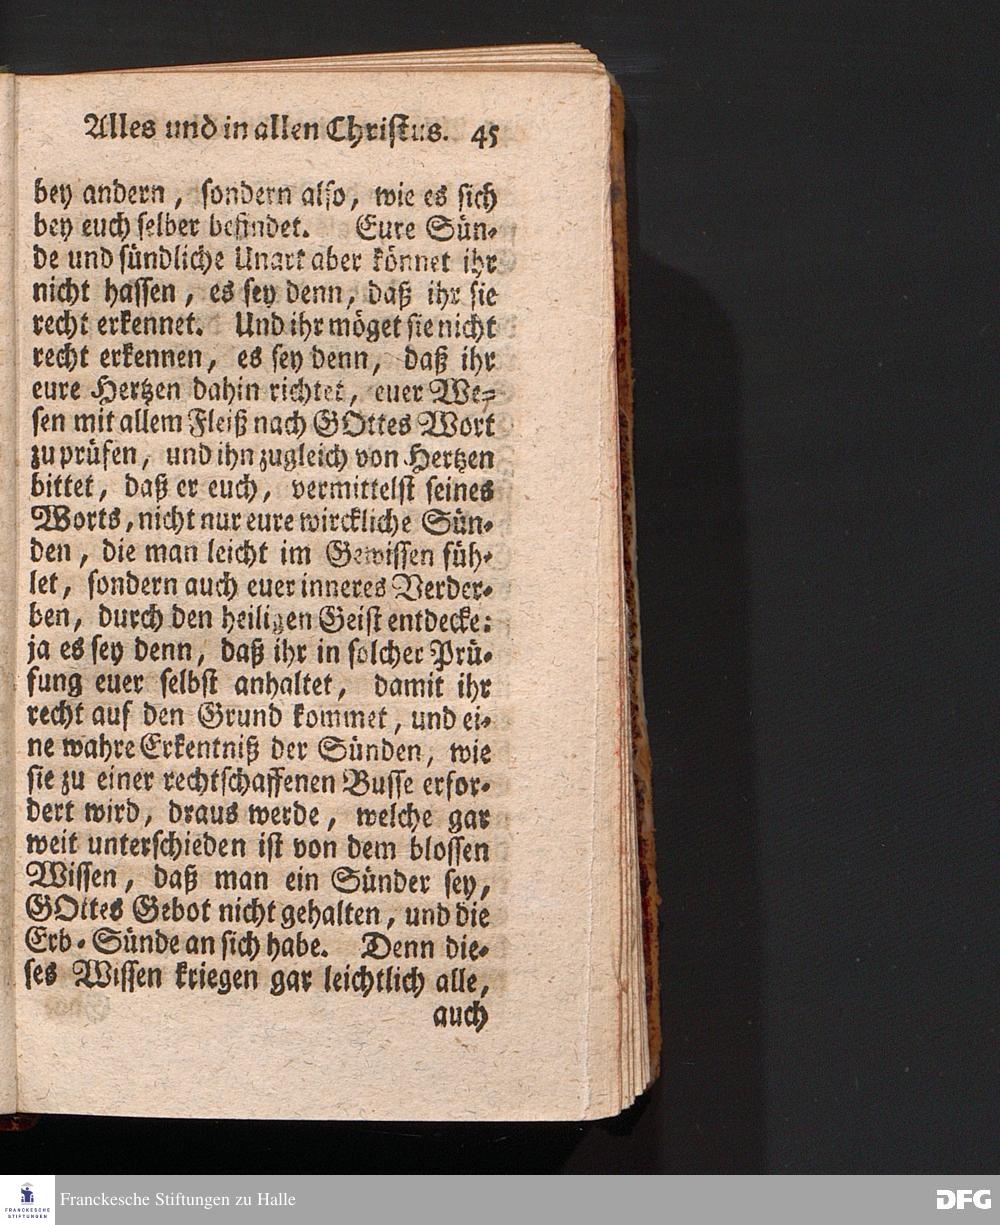 Alles und in allen Christus. 45
bey andern, sondern also, wie es sich
bey euch selber befindet. Eure Sün-
de und sündliche Unart aber könnet ihr
nicht hassen, es sey denn, daß ihr sie
recht erkennet. Und ihr möget sie nicht
recht erkennen, es sey denn, daß ihr
eure Hertzen dahin richtet, euer We-
sen mit allem Fleiß nach GOttes Wort
zu prüfen, und ihn zugleich von Hertzen
bittet, daß er euch, vermittelst seines
Worts, nicht nur eure wirckliche Sün-
den, die man leicht im Gewissen füh-
let, sondern auch euer inneres Verder-
ben, durch den heiligen Geist entdecke:
ja es sey denn, daß ihr in solcher Prü-
fung euer selbst anhaltet, damit ihr
recht auf den Grund kommet, und ei-
ne wahre Erkentniß der Sünden, wie
sie zu einer rechtschaffenen Busse erfor-
dert wird, draus werde, welche gar
weit unterschieden ist von dem blossen
Wissen, daß man ein Sünder sey,
GOttes Gebot nicht gehalten, und die
Erb-Sünde an sich habe. Denn die-
ses Wissen kriegen gar leichtlich alle,
auch
FRANCKESCHE
STIFTUNGEN
Franckesche Stiftungen zu Halle
DFG